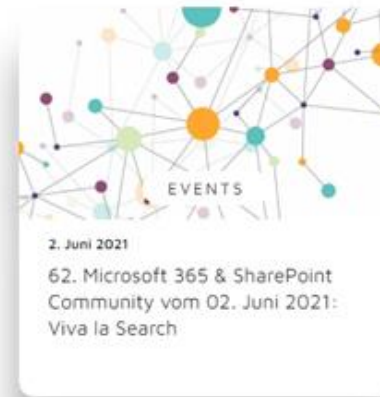 EVENTS
2. Juni 2021
62. Microsoft 365 & SharePoint
Community vom 02. Juni 2021:
Viva la Search